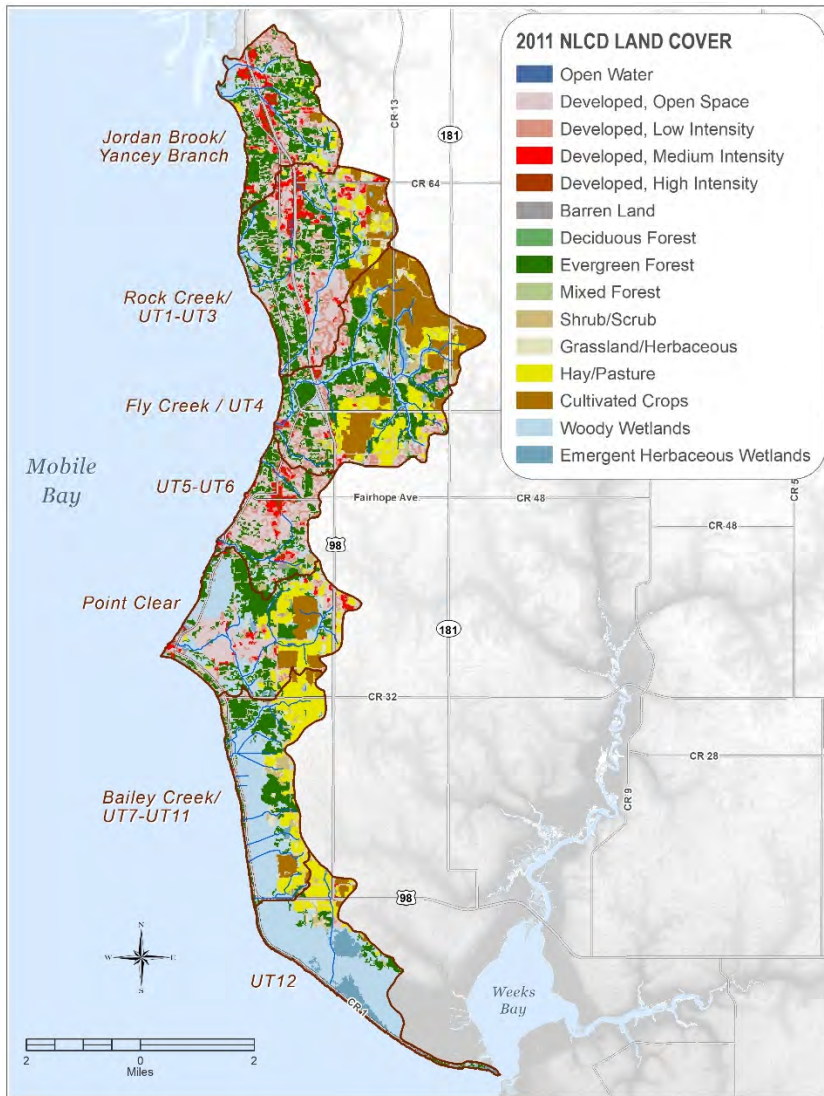 2011 NLCD LAND COVER
Open Water
Developed, Open Space
Developed, Low Intensity
Developed, Medium Intensity
Developed, High Intensity
Barren Land
Deciduous Forest
Evergreen Forest
Mixed Forest
Shrub/Scrub
Grassland/Herbaceous
Hay/Pasture
Cultivated Crops
Woody Wetlands
Emergent Herbaceous Wetlands
CR 13
181
Jordan Brook/
Yancey Branch
CR 64
Rock Creek/
UT1-UT3
Fly Creek / UT4
Mobile
Bay
UT5-UT6
Fairhope Ave.
CR 48
CR 5
CR 48
98
Point Clear
181
CR 32
CR 28
CR 9
Bailey Creek/
UT7-UT11
98
N
W
E
S
UT12
CR 1
Weeks
Bay
2
0
2
Miles